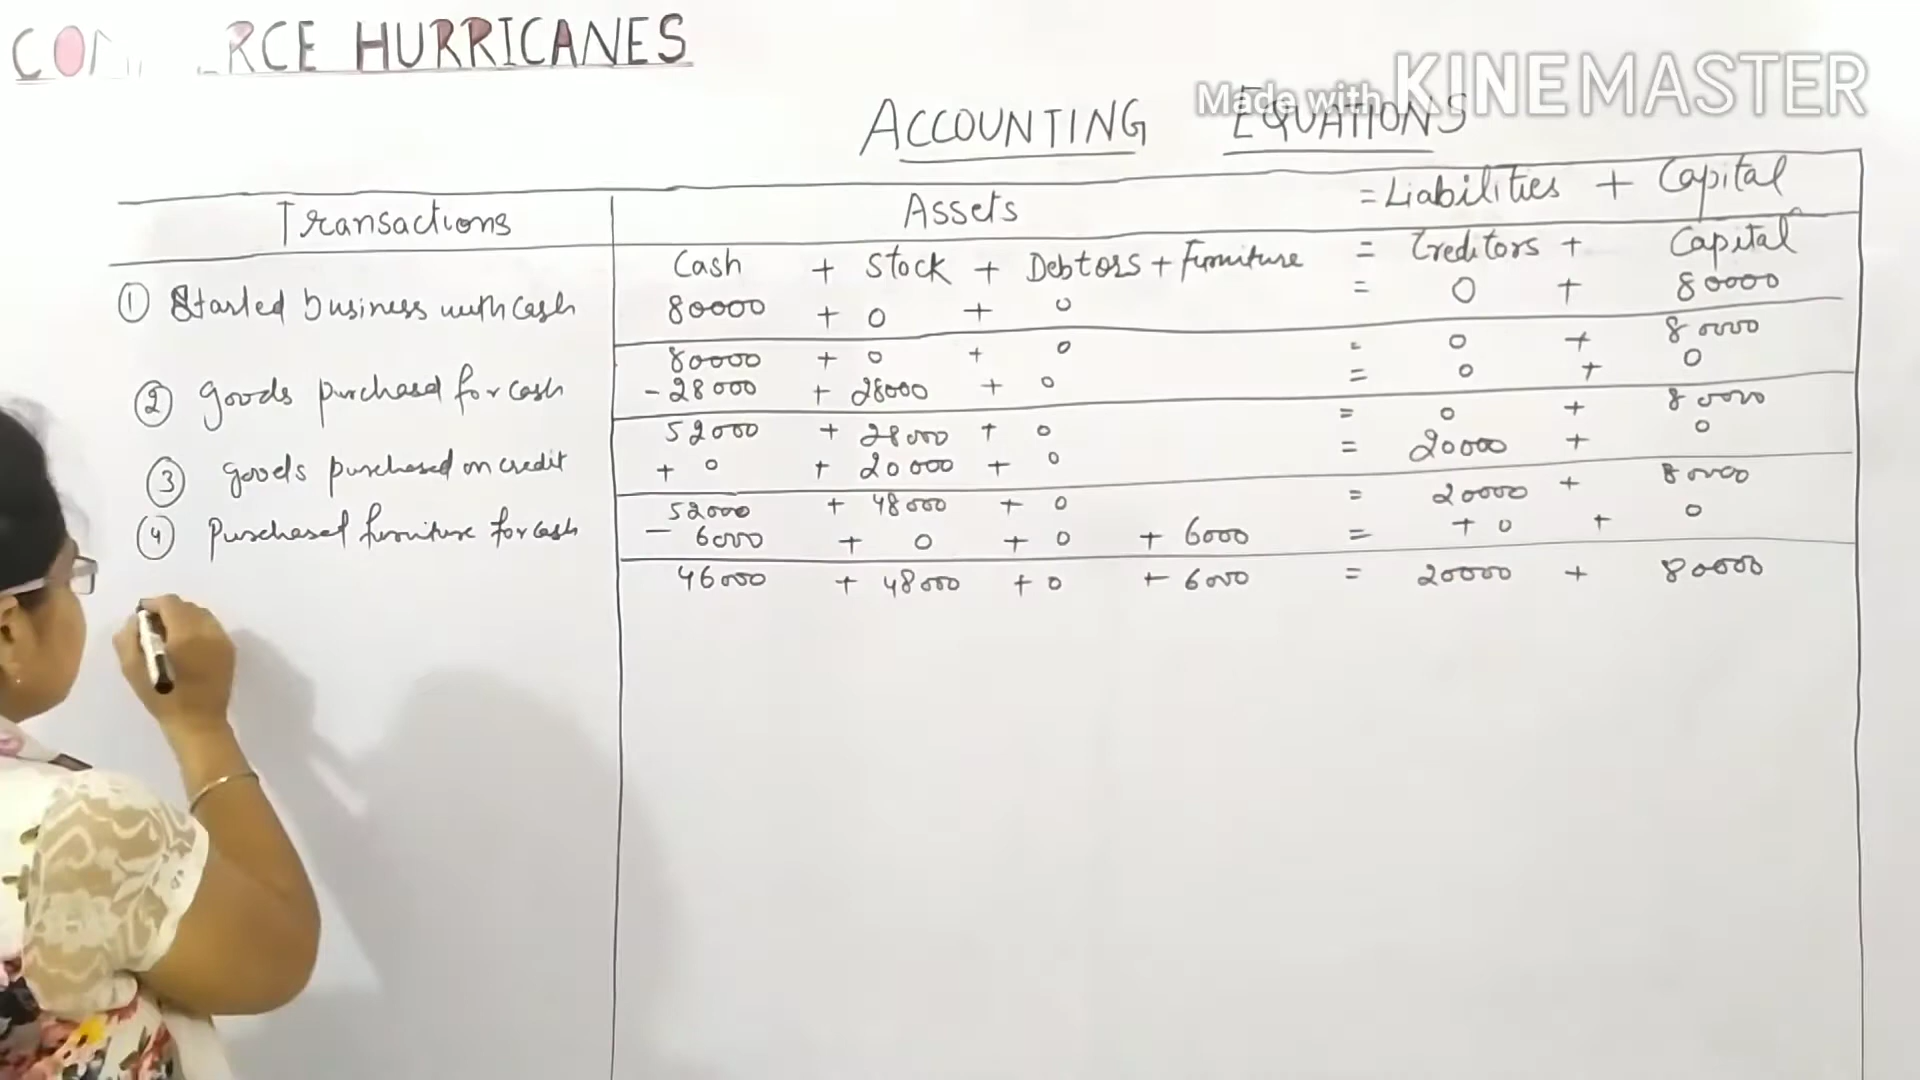 RCE HURRICANES
Made with KINEMASTER
ACCOUNTING EQUATIONS
Transactions Assets = Liabilities + Capital
Cash + Stock + Debtors + Furniture = Creditors + Capital
① Started business with cash 80000 + 0 + 0 = 0 + 80000
80000 + 0 + 0 = 0 + 80000
② Goods purchased for cash - 28000 + 28000 + 0 = 0 + 0
52000 + 28000 + 0 = 0 + 80000
③ goods purchased on credit + 0 + 20000 + 0 = 20000 + 0
52000 + 48000 + 0 = 20000 + 80000
④ Purchased furniture for cash - 6000 + 0 + 0 + 6000 = + 0 + 0
46000 + 48000 + 0 + 6000 = 20000 + 80000